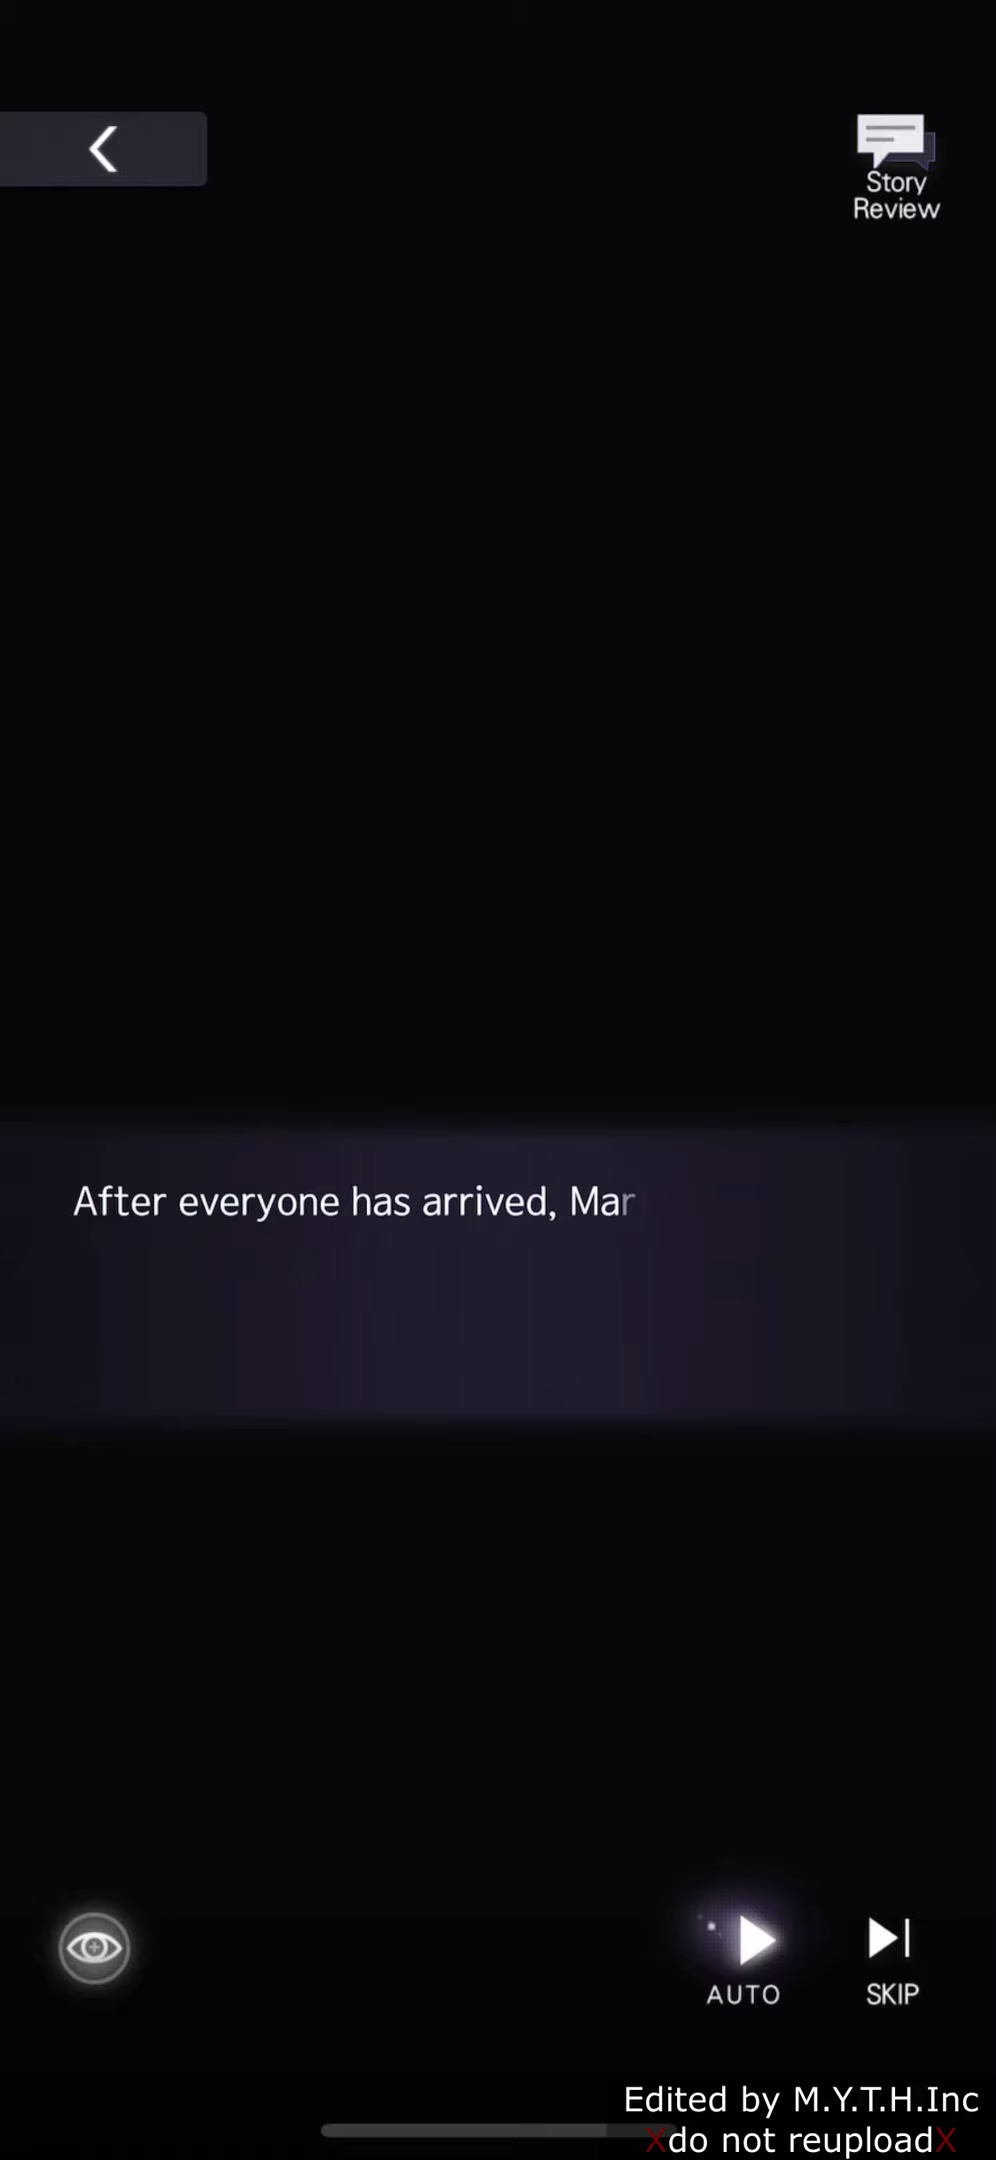 Story
Review
After everyone has arrived, Mar
AUTO
SKIP
Edited by M.Y.T.H.Inc
Xdo not reuploadX